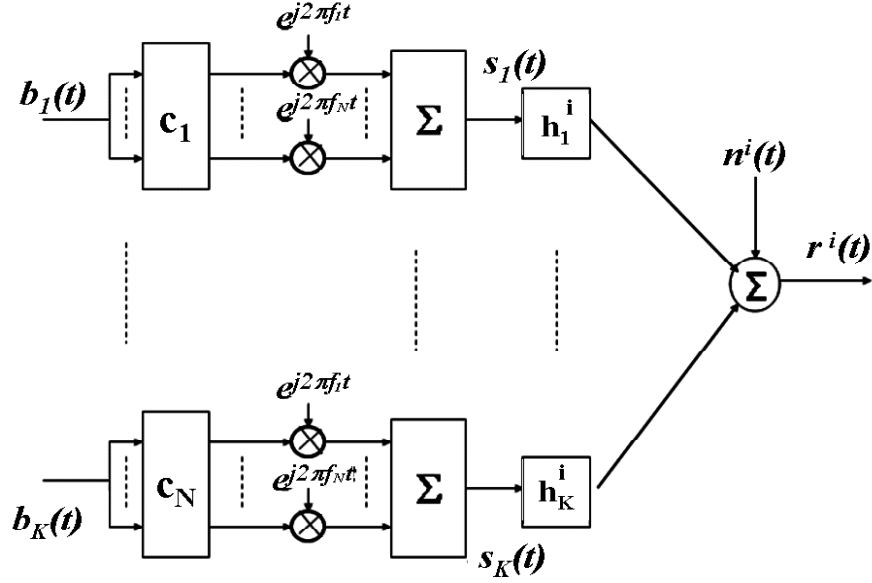 e^{j2πf_1t}
b_1(t)
c_1
e^{j2πf_Nt}
Σ
s_1(t)
h_1^i
n^i(t)
r^i(t)
Σ
e^{j2πf_1t}
b_K(t)
c_N
e^{j2πf_Nt}
Σ
h_K^i
s_K(t)